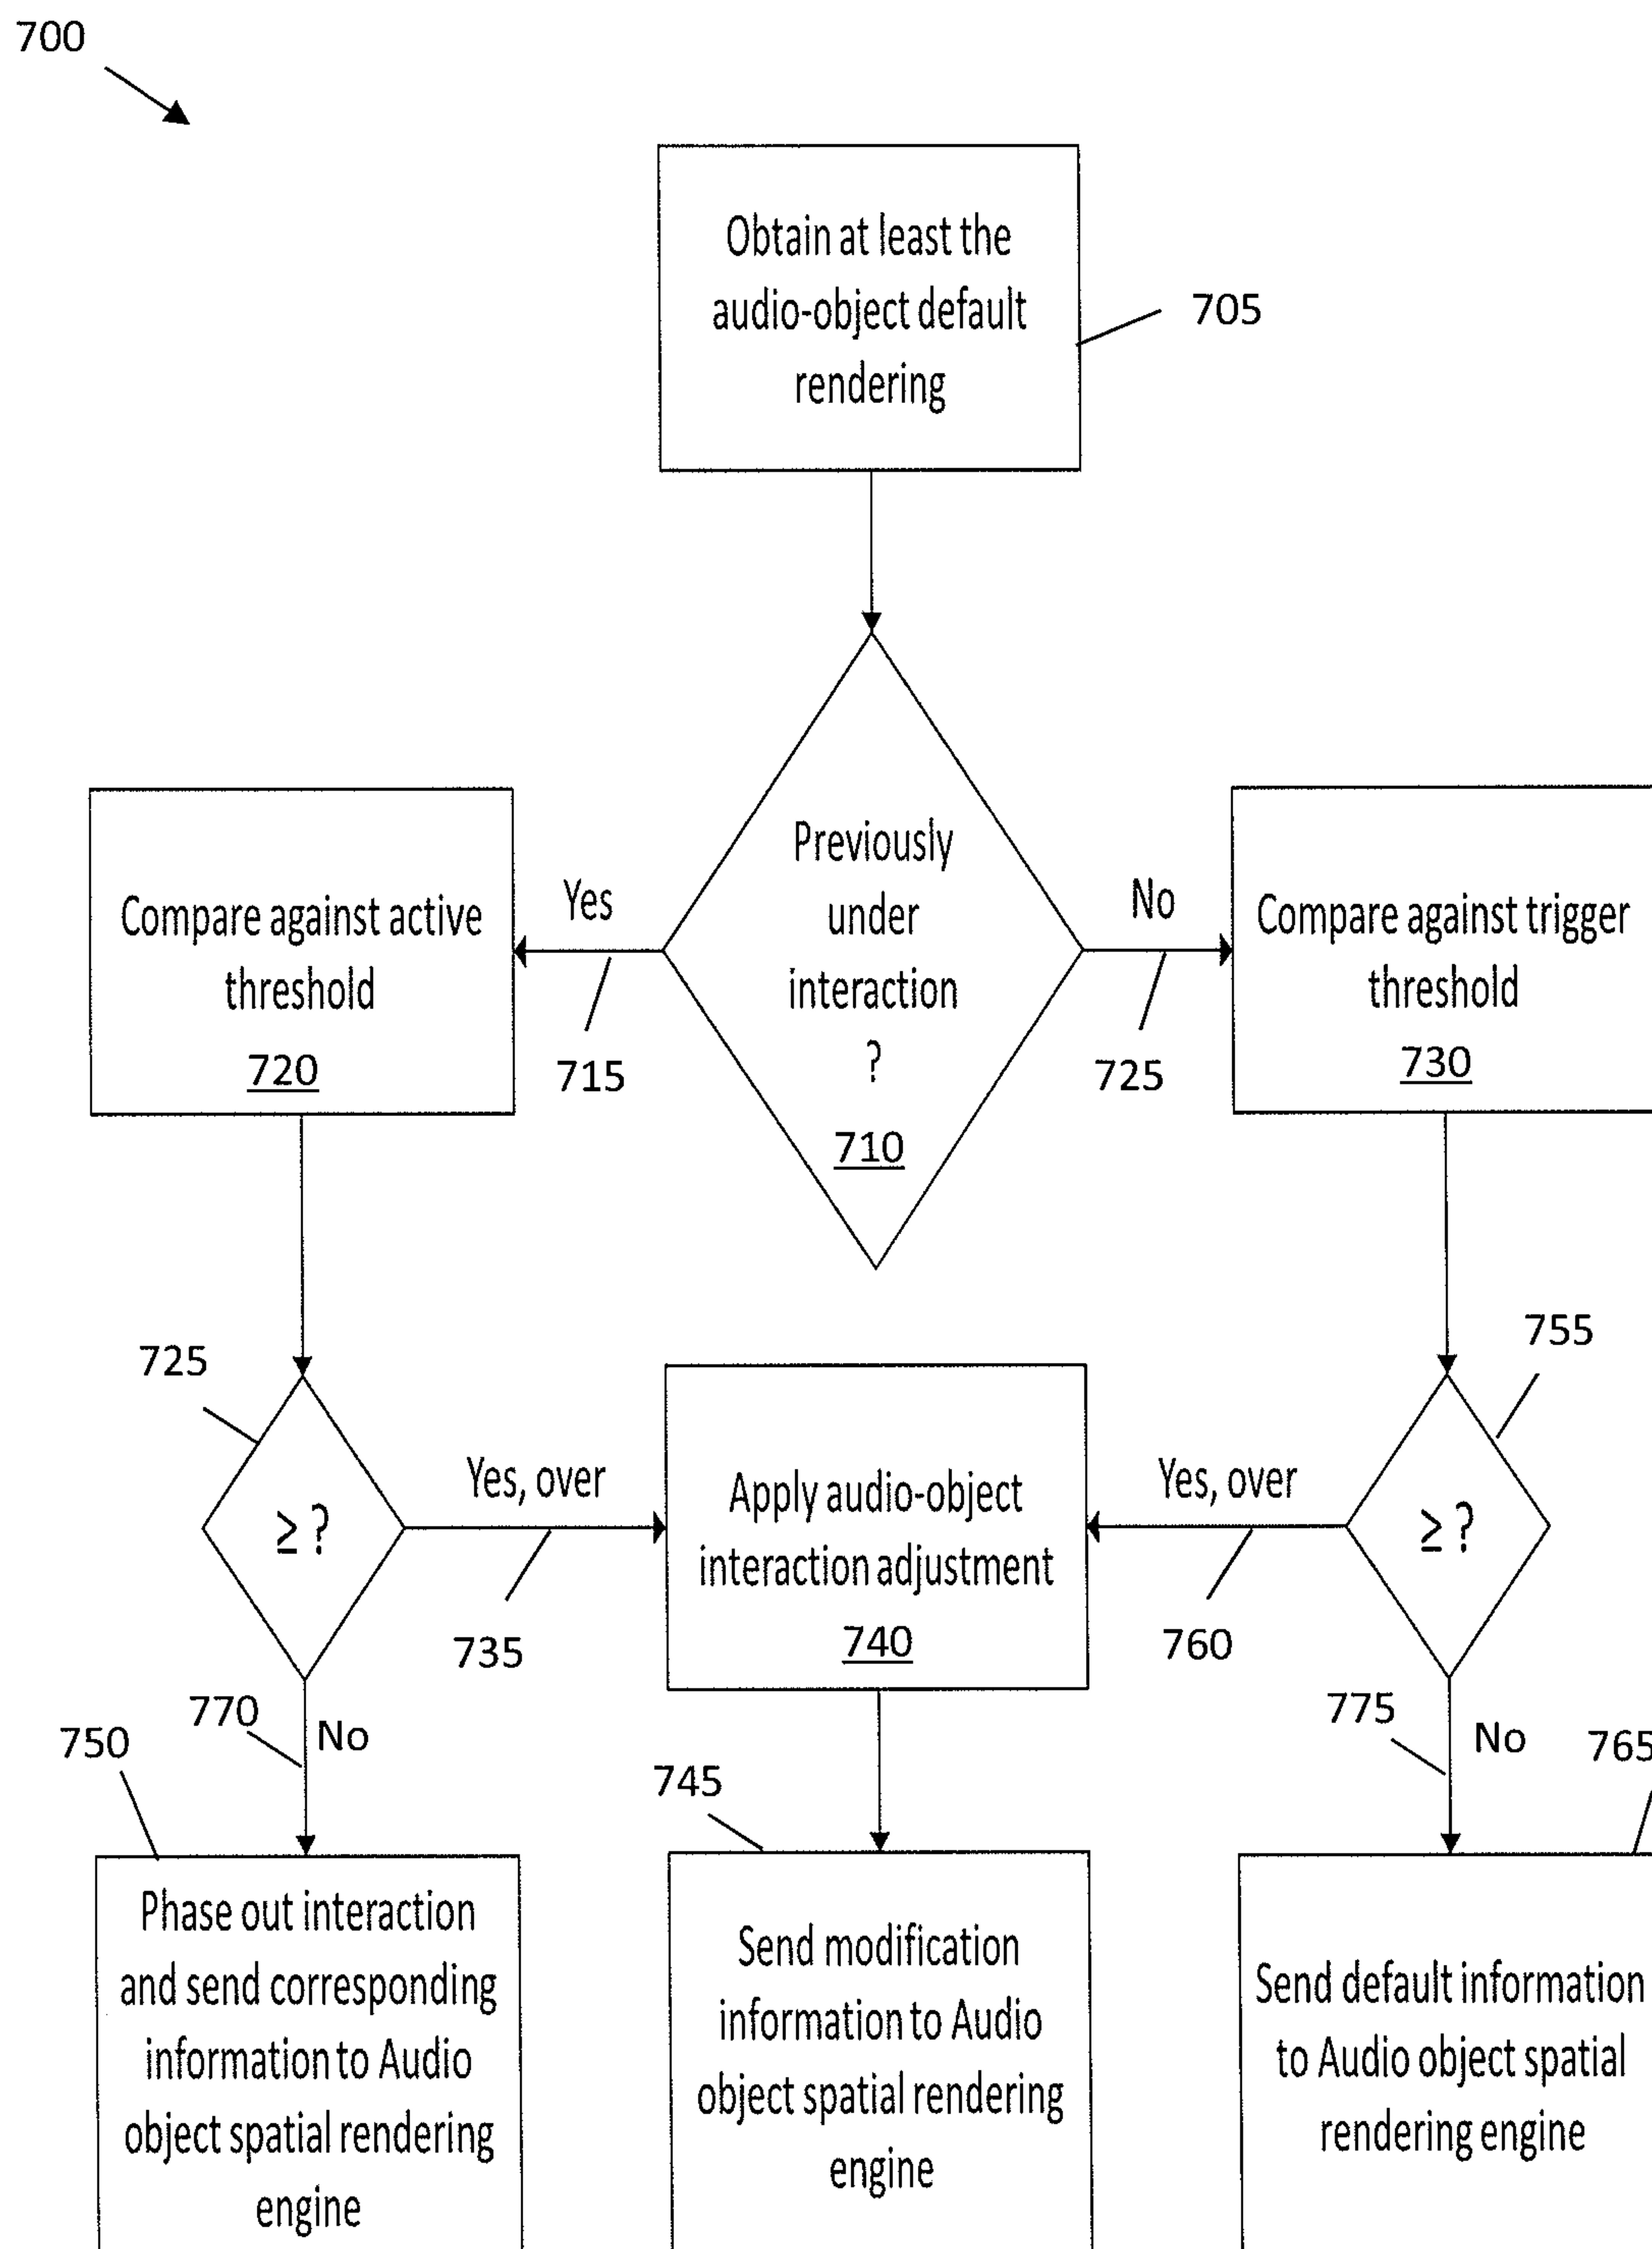 700
Obtain at least the
audio-object default
rendering
705
Previously
under
interaction
?
710
Yes
715
No
725
Compare against active
threshold
720
Compare against trigger
threshold
730
725
≥ ?
Yes, over
735
Apply audio-object
interaction adjustment
740
Yes, over
760
755
≥ ?
770
No
775
No
750
Phase out interaction
and send corresponding
information to Audio
object spatial rendering
engine
745
Send modification
information to Audio
object spatial rendering
engine
765
Send default information
to Audio object spatial
rendering engine